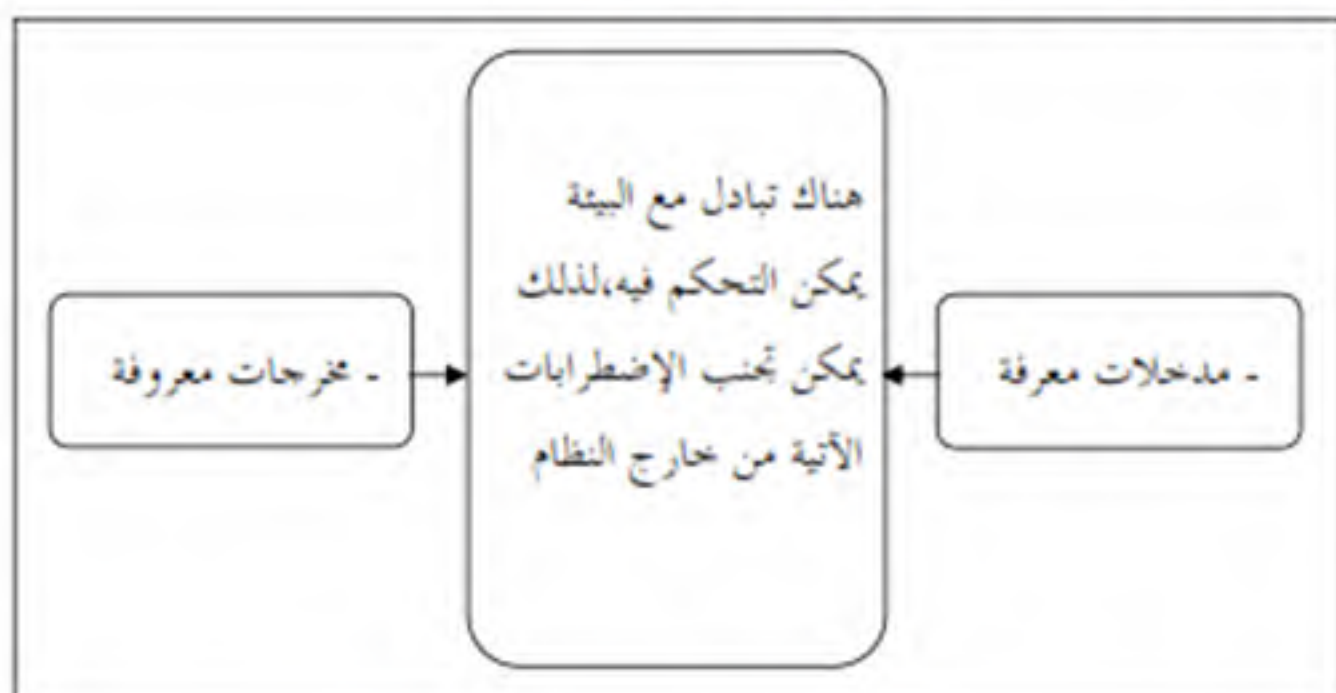 - مدخلات معرفة
هناك تبادل مع البيئة
يمكن التحكم فيه،لذلك
يمكن تجنب الإضطرابات
الآتية من خارج النظام
- مخرجات معروفة